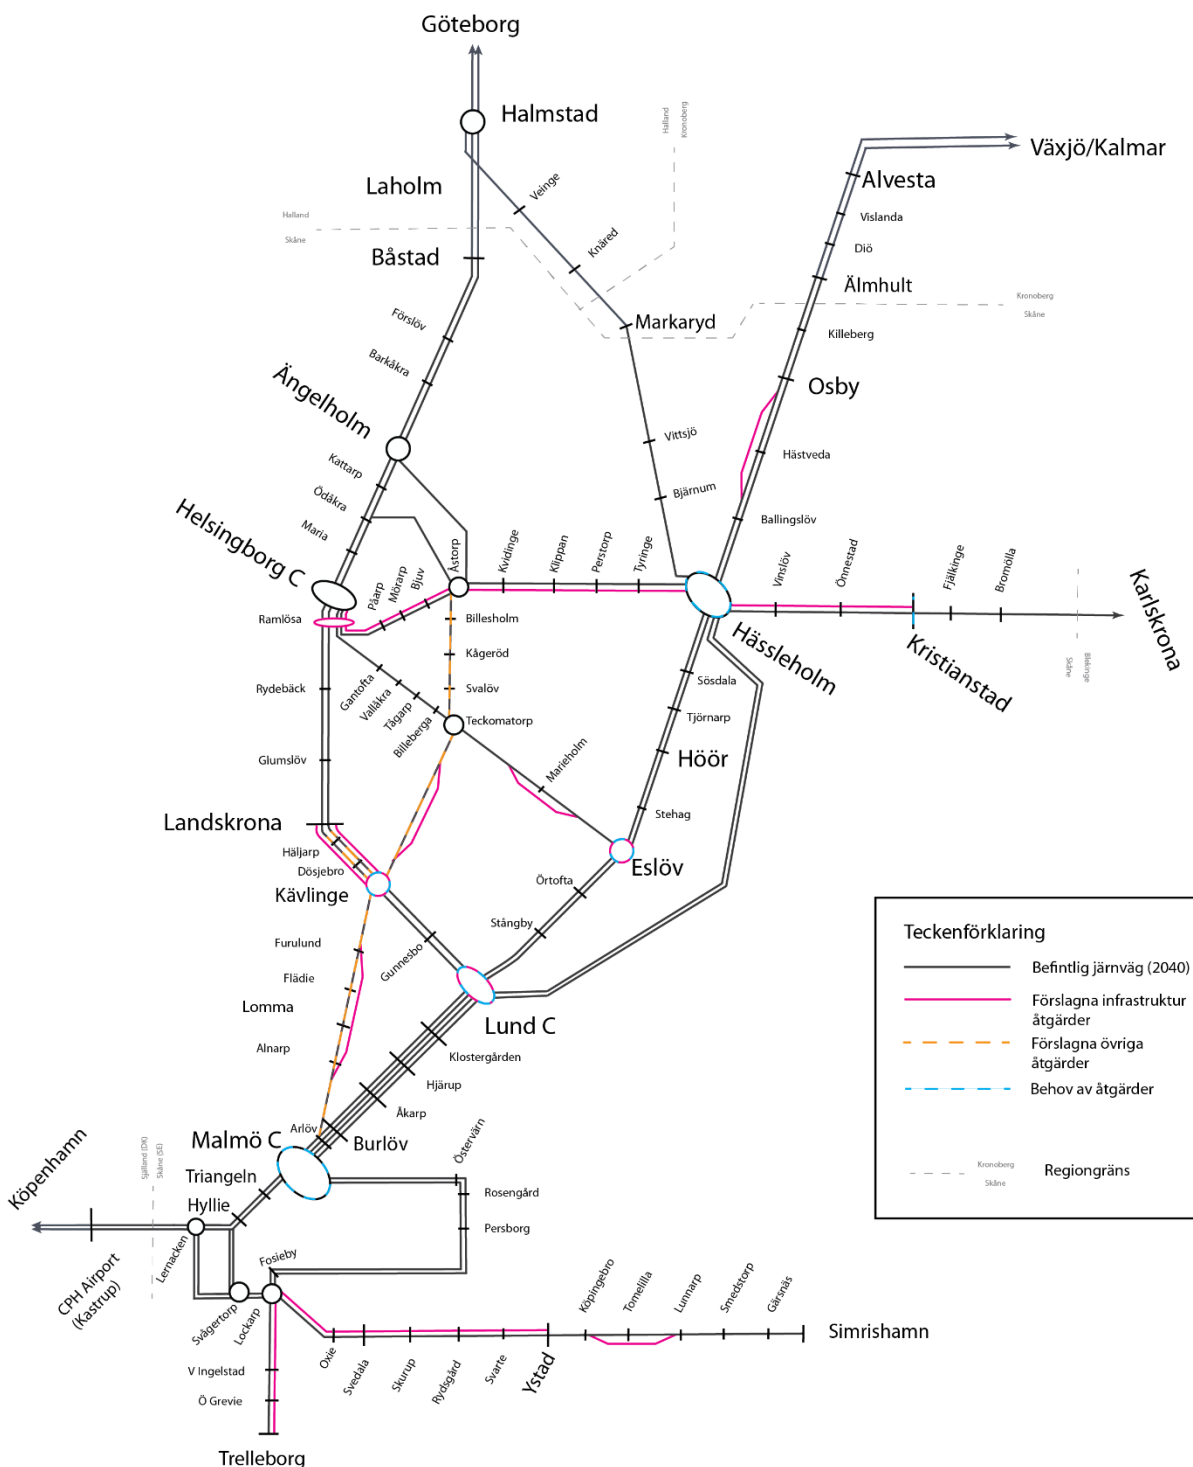 Göteborg
Halmstad
Halland
Kronoberg
Växjö/Kalmar
Laholm
Veinge
Alvesta
Vislanda
Halland
Skåne
Knäred
Diö
Båstad
Älmhult
Kronoberg
Skåne
Förslöv
Markaryd
Killeberg
Barkåkra
Osby
Ängelholm
Vittsjö
Hästveda
Kattarp
Bjärnum
Ödåkra
Ballingslöv
Maria
Helsingborg C
Åstorp
Kvidinge
Klippan
Perstorp
Tyringe
Vinslöv
Önnestad
Fjälkinge
Bromölla
Påarp
Mörarp
Bjuv
Karlskrona
Ramlösa
Billesholm
Hässleholm
Kristianstad
Skåne
Blekinge
Kågeröd
Rydebäck
Gantofta
Vallåkra
Tågarp
Billeberga
Svalöv
Sösdala
Tjörnarp
Teckomatorp
Glumslöv
Marieholm
Höör
Landskrona
Stehag
Häljarp
Dösjebro
Eslöv
Kävlinge
Örtofta
Stångby
Furulund
Gunnesbo
Flädie
Lomma
Lund C
Alnarp
Klostergården
Hjärup
Åkarp
Arlöv
Burlöv
Malmö C
Teckenförklaring
Befintlig järnväg (2040)
Förslagna infrastruktur
åtgärder
Förslagna övriga
åtgärder
Behov av åtgärder
Kronoberg
Skåne
Regiongräns
Köpenhamn
Själland (DK)
Skåne (SE)
Triangeln
Östervärn
Rosengård
Hyllie
Persborg
Lernacken
CPH Airport
(Kastrup)
Fosieby
Svågertorp
Lockarp
Köpingebro
Tomelilla
Lunnarp
Smedstorp
Gärsnäs
Simrishamn
Oxie
Svedala
Skurup
Rydsgård
Svarte
Ystad
V Ingelstad
Ö Grevie
Trelleborg